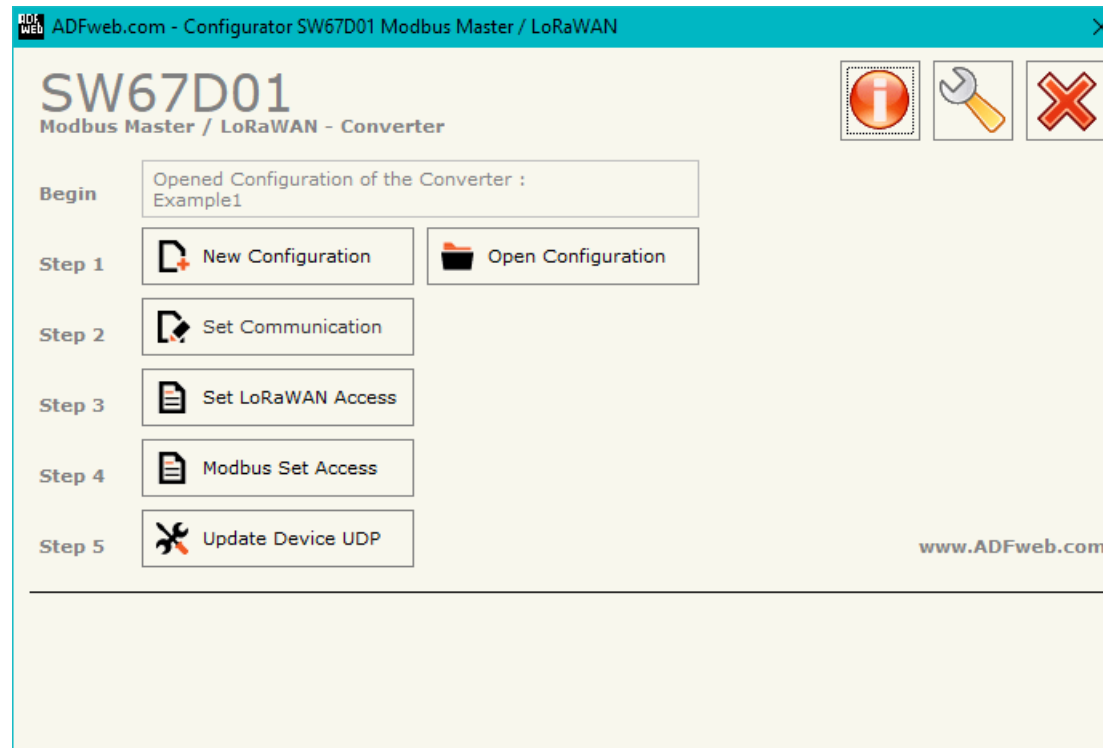 ADF
WEB
ADFweb.com - Configurator SW67D01 Modbus Master / LoRaWAN
SW67D01
Modbus Master / LoRaWAN - Converter
Begin
Opened Configuration of the Converter :
Example1
Step 1
New Configuration
Open Configuration
Step 2
Set Communication
Step 3
Set LoRaWAN Access
Step 4
Modbus Set Access
Step 5
Update Device UDP
www.ADFweb.com